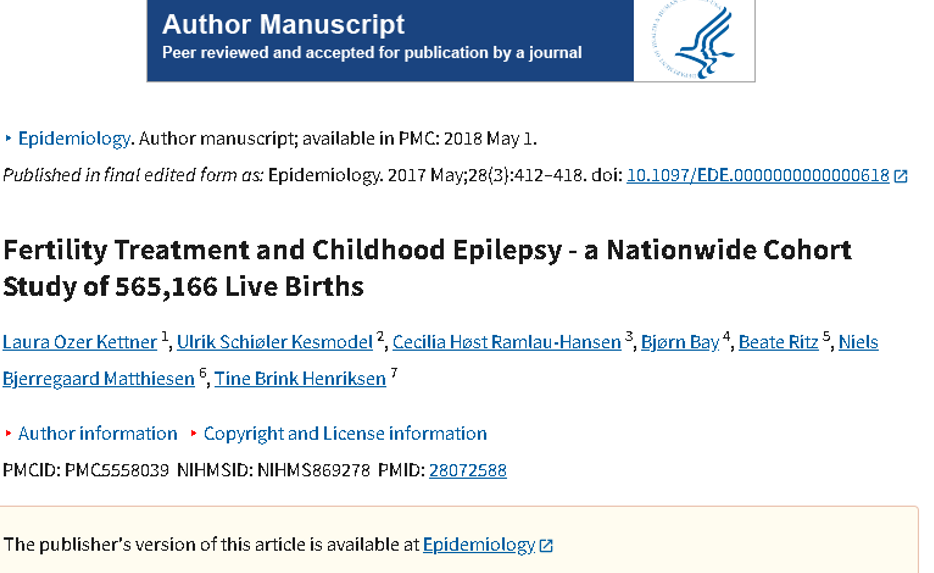 Author Manuscript
Peer reviewed and accepted for publication by a journal
‣ Epidemiology. Author manuscript; available in PMC: 2018 May 1.
Published in final edited form as: Epidemiology. 2017 May;28(3):412–418. doi: 10.1097/EDE.0000000000000618
Fertility Treatment and Childhood Epilepsy - a Nationwide Cohort
Study of 565,166 Live Births
Laura Ozer Kettner 1, Ulrik Schiøler Kesmodel 2, Cecilia Høst Ramlau-Hansen 3, Bjørn Bay 4, Beate Ritz 5, Niels
Bjerregaard Matthiesen 6, Tine Brink Henriksen 7
‣ Author information ‣ Copyright and License information
PMCID: PMC5558039 NIHMSID: NIHMS869278 PMID: 28072588
The publisher's version of this article is available at Epidemiology